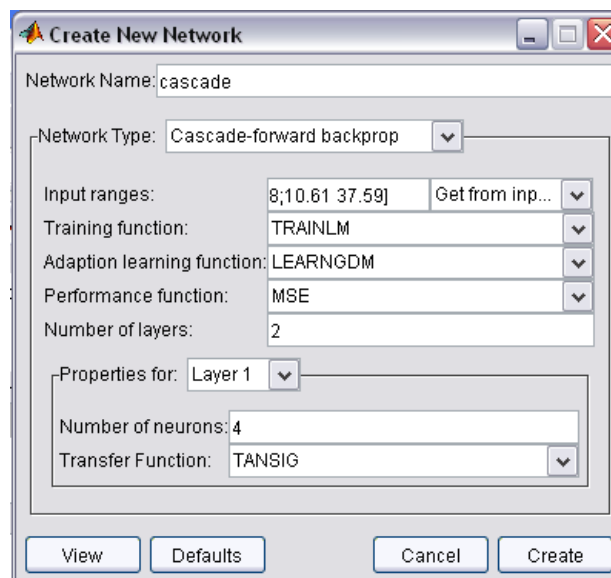 Create New Network
Network Name: cascade
Network Type: Cascade-forward backprop
Input ranges: 8;10.61 37.59] Get from inp...
Training function: TRAINLM
Adaption learning function: LEARNGDM
Performance function: MSE
Number of layers: 2
Properties for: Layer 1
Number of neurons: 4
Transfer Function: TANSIG
View Defaults Cancel Create